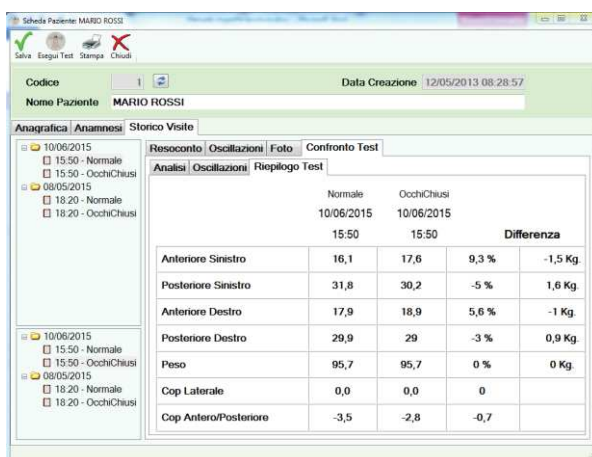 Scheda Paziente: MARIO ROSSI
Salva Esegui Test Stampa Chiudi
Codice 1 Data Creazione 12/05/2013 08:28:57
Nome Paziente MARIO ROSSI
Anagrafica Anamnesi Storico Visite
10/06/2015
15:50 - Normale
15:50 - OcchiChiusi
08/05/2015
18:20 - Normale
18:20 - OcchiChiusi
10/06/2015
15:50 - Normale
15:50 - OcchiChiusi
08/05/2015
18:20 - Normale
18:20 - OcchiChiusi
Resoconto Oscillazioni Foto Confronto Test
Analisi Oscillazioni Riepilogo Test
Normale OcchiChiusi
10/06/2015 10/06/2015
15:50 15:50 Differenza
Anteriore Sinistro 16,1 17,6 9,3 % -1,5 Kg.
Posteriore Sinistro 31,8 30,2 -5 % 1,6 Kg.
Anteriore Destro 17,9 18,9 5,6 % -1 Kg.
Posteriore Destro 29,9 29 -3 % 0,9 Kg.
Peso 95,7 95,7 0 % 0 Kg.
Cop Laterale 0,0 0,0 0
Cop Antero/Posteriore -3,5 -2,8 -0,7